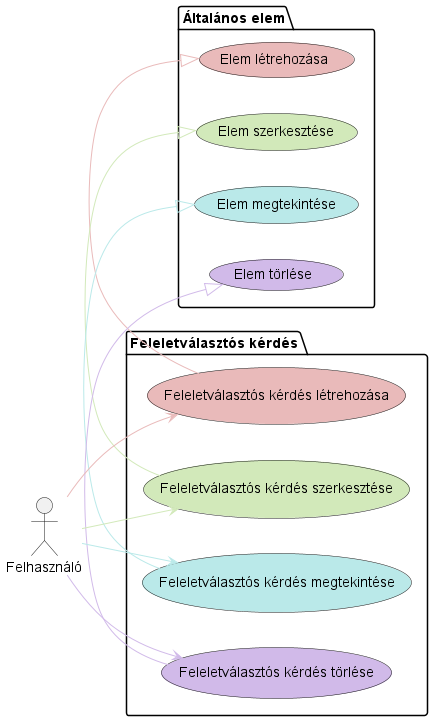 Általános elem
Elem létrehozása
Elem szerkesztése
Elem megtekintése
Elem törlése
Feleletválasztós kérdés
Feleletválasztós kérdés létrehozása
Feleletválasztós kérdés szerkesztése
Feleletválasztós kérdés megtekintése
Feleletválasztós kérdés törlése
Felhasználó